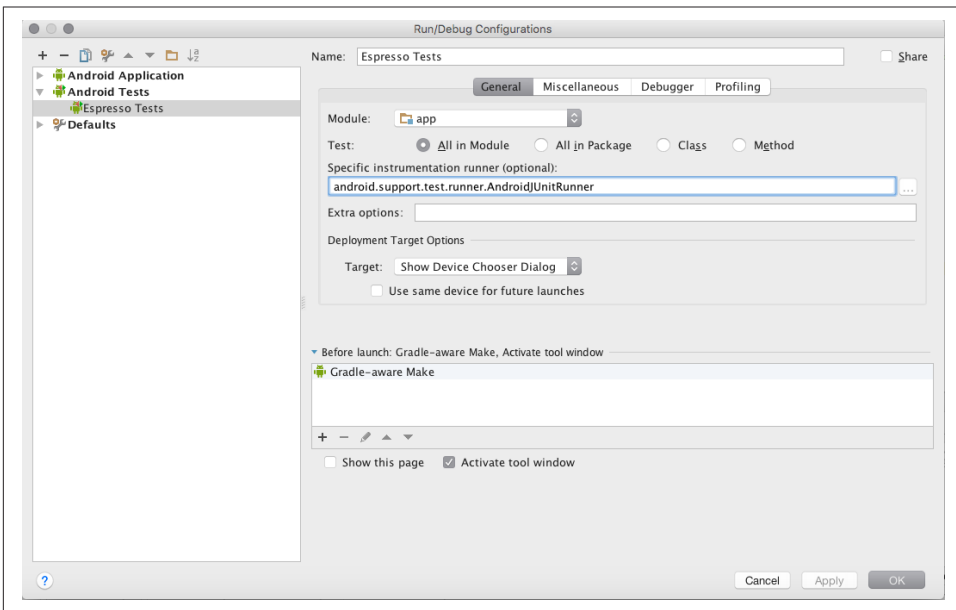 Run/Debug Configurations
Name: Espresso Tests
Share
Android Application
Android Tests
Espresso Tests
Defaults
General Miscellaneous Debugger Profiling
Module: app
Test: All in Module All in Package Class Method
Specific instrumentation runner (optional):
android.support.test.runner.AndroidJUnitRunner
...
Extra options:
Deployment Target Options
Target: Show Device Chooser Dialog
Use same device for future launches
Before launch: Gradle-aware Make, Activate tool window
Gradle-aware Make
Show this page Activate tool window
? Cancel Apply OK